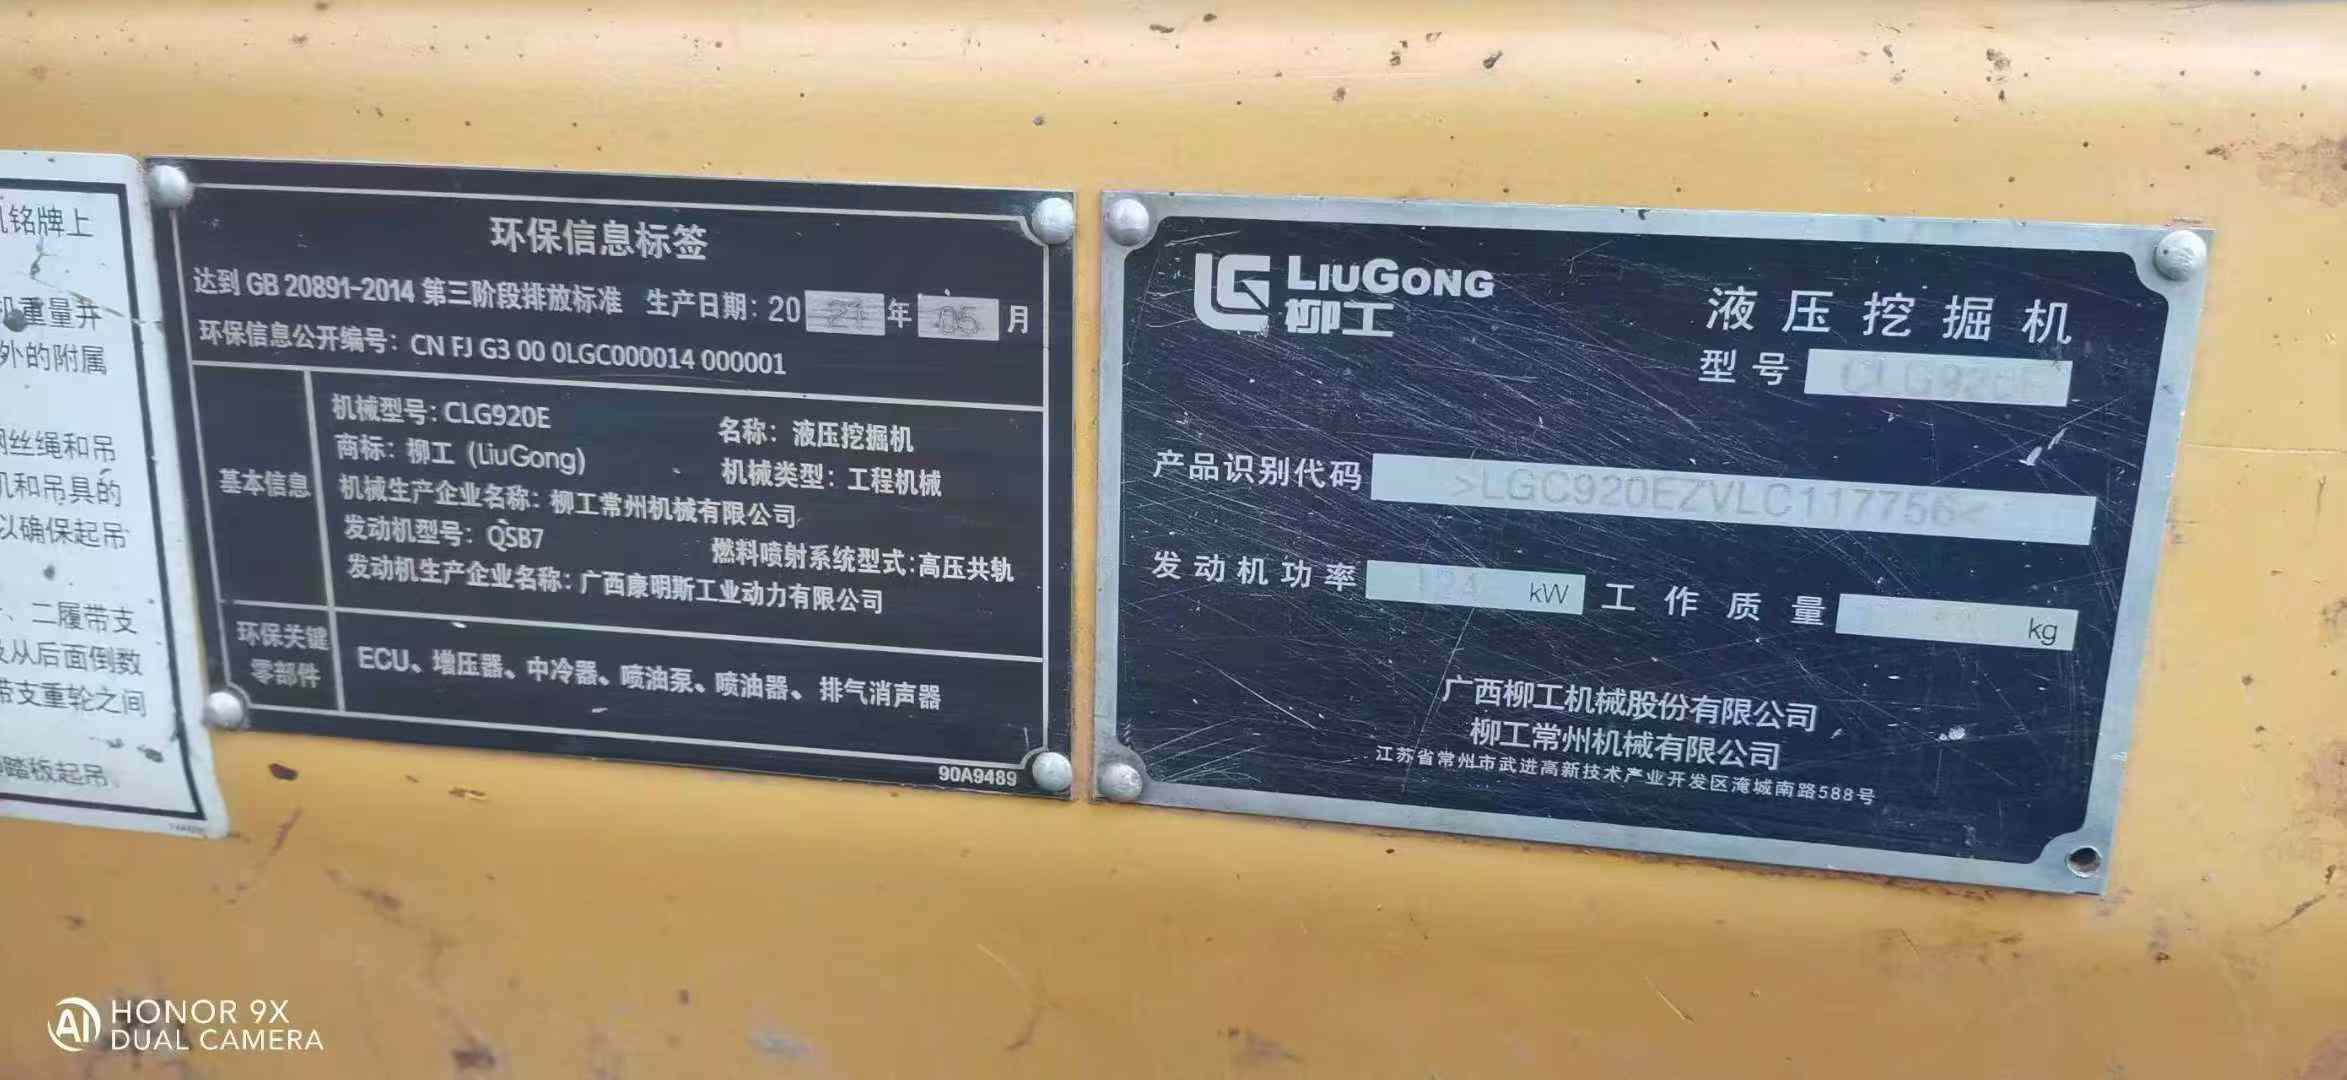 铭牌上
重量并
外的附属
丝绳和吊
机和吊具的
以确保起吊
、二履带支
从后面倒数
带支重轮之间
踏板起吊。
环保信息标签
达到 GB 20891-2014 第三阶段排放标准 生产日期: 2021年05月
环保信息公开编号: CN FJ G3 00 0LGC000014 000001
基本信息
机械型号: CLG920E 名称: 液压挖掘机
商标: 柳工 (LiuGong) 机械类型: 工程机械
机械生产企业名称: 柳工常州机械有限公司
发动机型号: QSB7 燃料喷射系统型式: 高压共轨
发动机生产企业名称: 广西康明斯工业动力有限公司
环保关键
零部件
ECU、增压器、中冷器、喷油泵、喷油器、排气消声器
90A9489
LG LIUGONG
柳工
液压挖掘机
型号 CLG920E
产品识别代码 >LGC920EZVLC117756<
发动机功率 124 kW 工作质量 kg
广西柳工机械股份有限公司
柳工常州机械有限公司
江苏省常州市武进高新技术产业开发区淹城南路588号
AI HONOR 9X
DUAL CAMERA